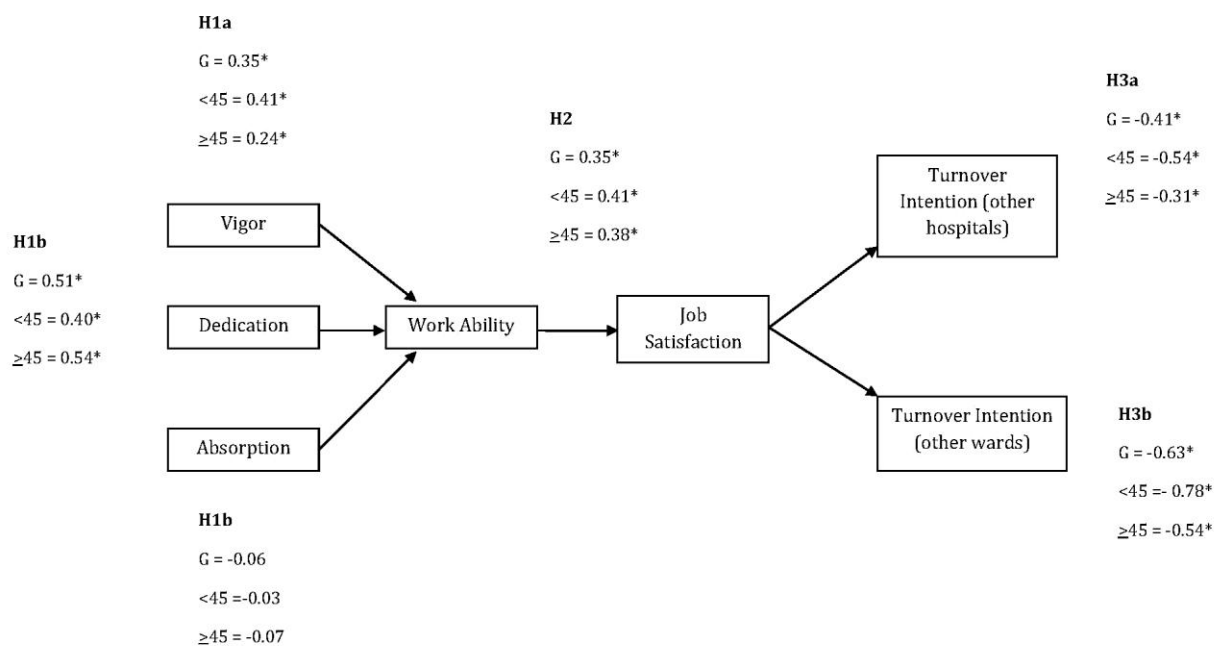 H1a
G = 0.35*
<45 = 0.41*
≥45 = 0.24*
H2
G = 0.35*
<45 = 0.41*
≥45 = 0.38*
H3a
G = -0.41*
<45 = -0.54*
≥45 = -0.31*
H1b
G = 0.51*
<45 = 0.40*
≥45 = 0.54*
Vigor
Dedication
Absorption
Work Ability
Job
Satisfaction
Turnover
Intention (other
hospitals)
Turnover Intention
(other wards)
H1b
G = -0.06
<45 =-0.03
≥45 = -0.07
H3b
G = -0.63*
<45 =- 0.78*
≥45 = -0.54*